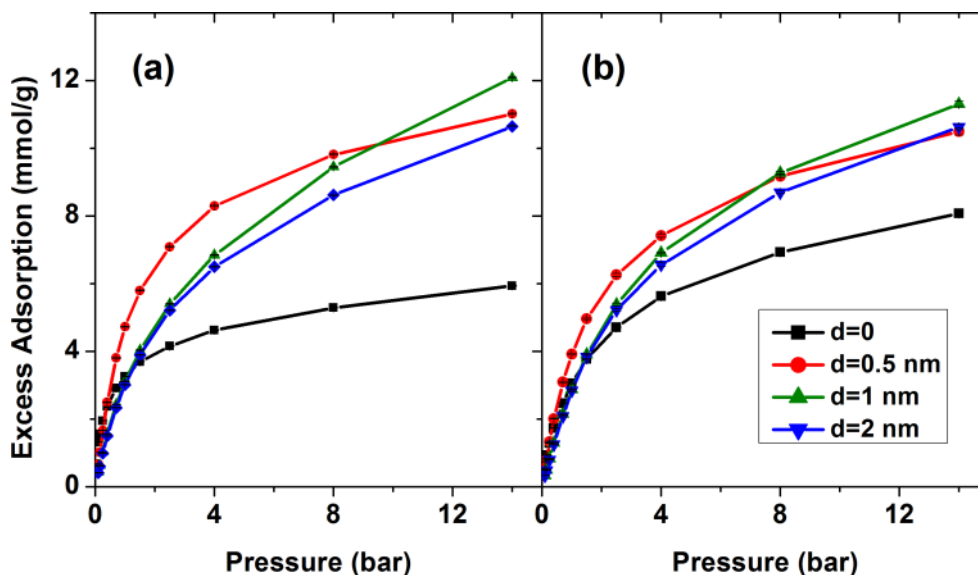 (a)
(b)
Excess Adsorption (mmol/g)
12
8
4
0
0 4 8 12
0 4 8 12
Pressure (bar)
Pressure (bar)
d=0
d=0.5 nm
d=1 nm
d=2 nm